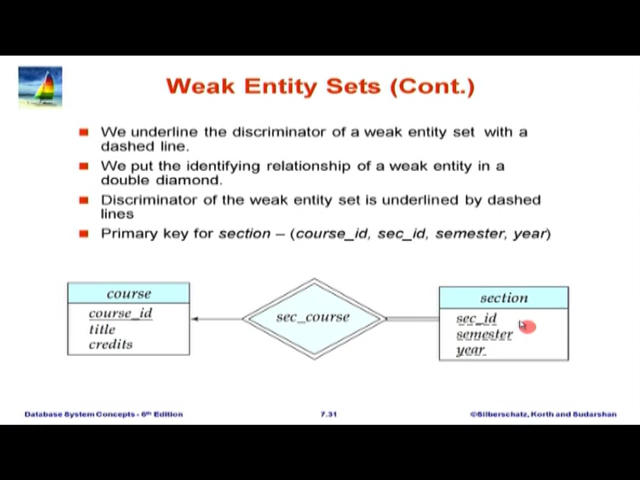 Weak Entity Sets (Cont.)
We underline the discriminator of a weak entity set with a
dashed line.
We put the identifying relationship of a weak entity in a
double diamond.
Discriminator of the weak entity set is underlined by dashed
lines
Primary key for section – (course_id, sec_id, semester, year)
course
course_id
title
credits
sec_course
section
sec_id
semester
year
Database System Concepts - 6th Edition
7.31
©Silberschatz, Korth and Sudarshan